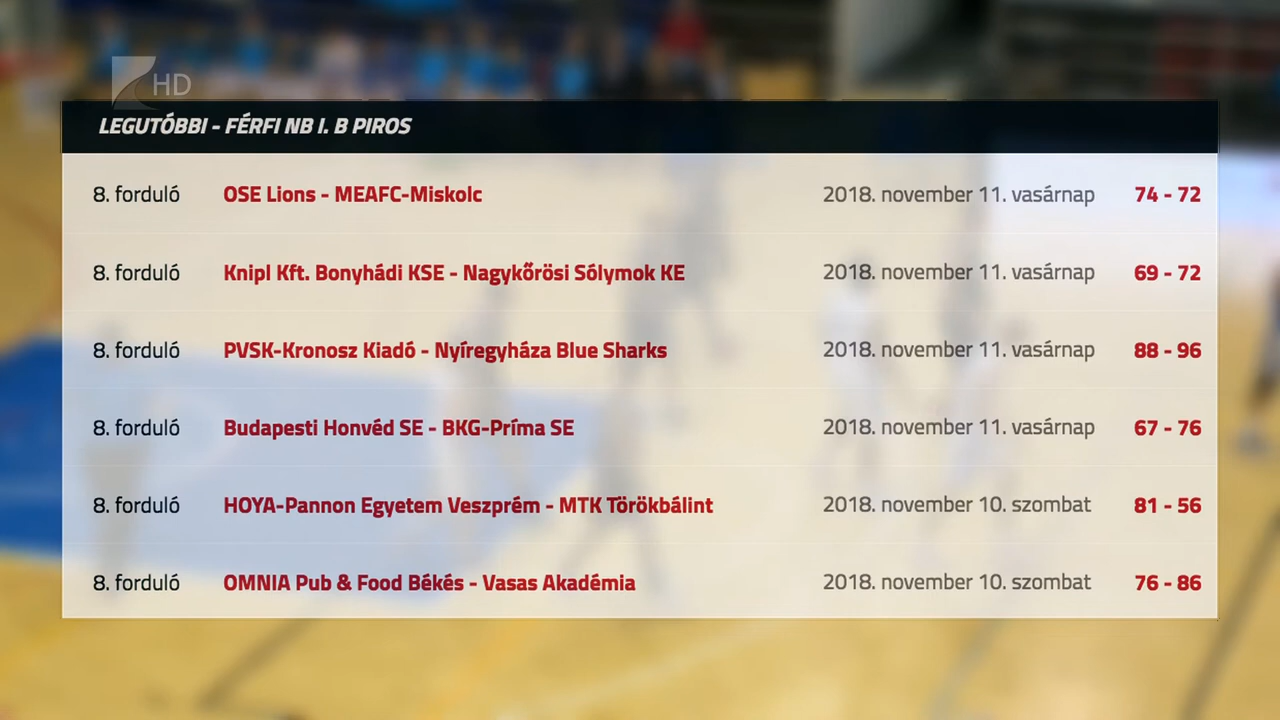 HD
LEGUTÓBBI - FÉRFI NB I. B PIROS
8. forduló OSE Lions - MEAFC-Miskolc 2018. november 11. vasárnap 74 - 72
8. forduló Knipl Kft. Bonyhádi KSE - Nagykőrösi Sólymok KE 2018. november 11. vasárnap 69 - 72
8. forduló PVSK-Kronosz Kiadó - Nyíregyháza Blue Sharks 2018. november 11. vasárnap 88 - 96
8. forduló Budapesti Honvéd SE - BKG-Príma SE 2018. november 11. vasárnap 67 - 76
8. forduló HOYA-Pannon Egyetem Veszprém - MTK Törökbálint 2018. november 10. szombat 81 - 56
8. forduló OMNIA Pub & Food Békés - Vasas Akadémia 2018. november 10. szombat 76 - 86